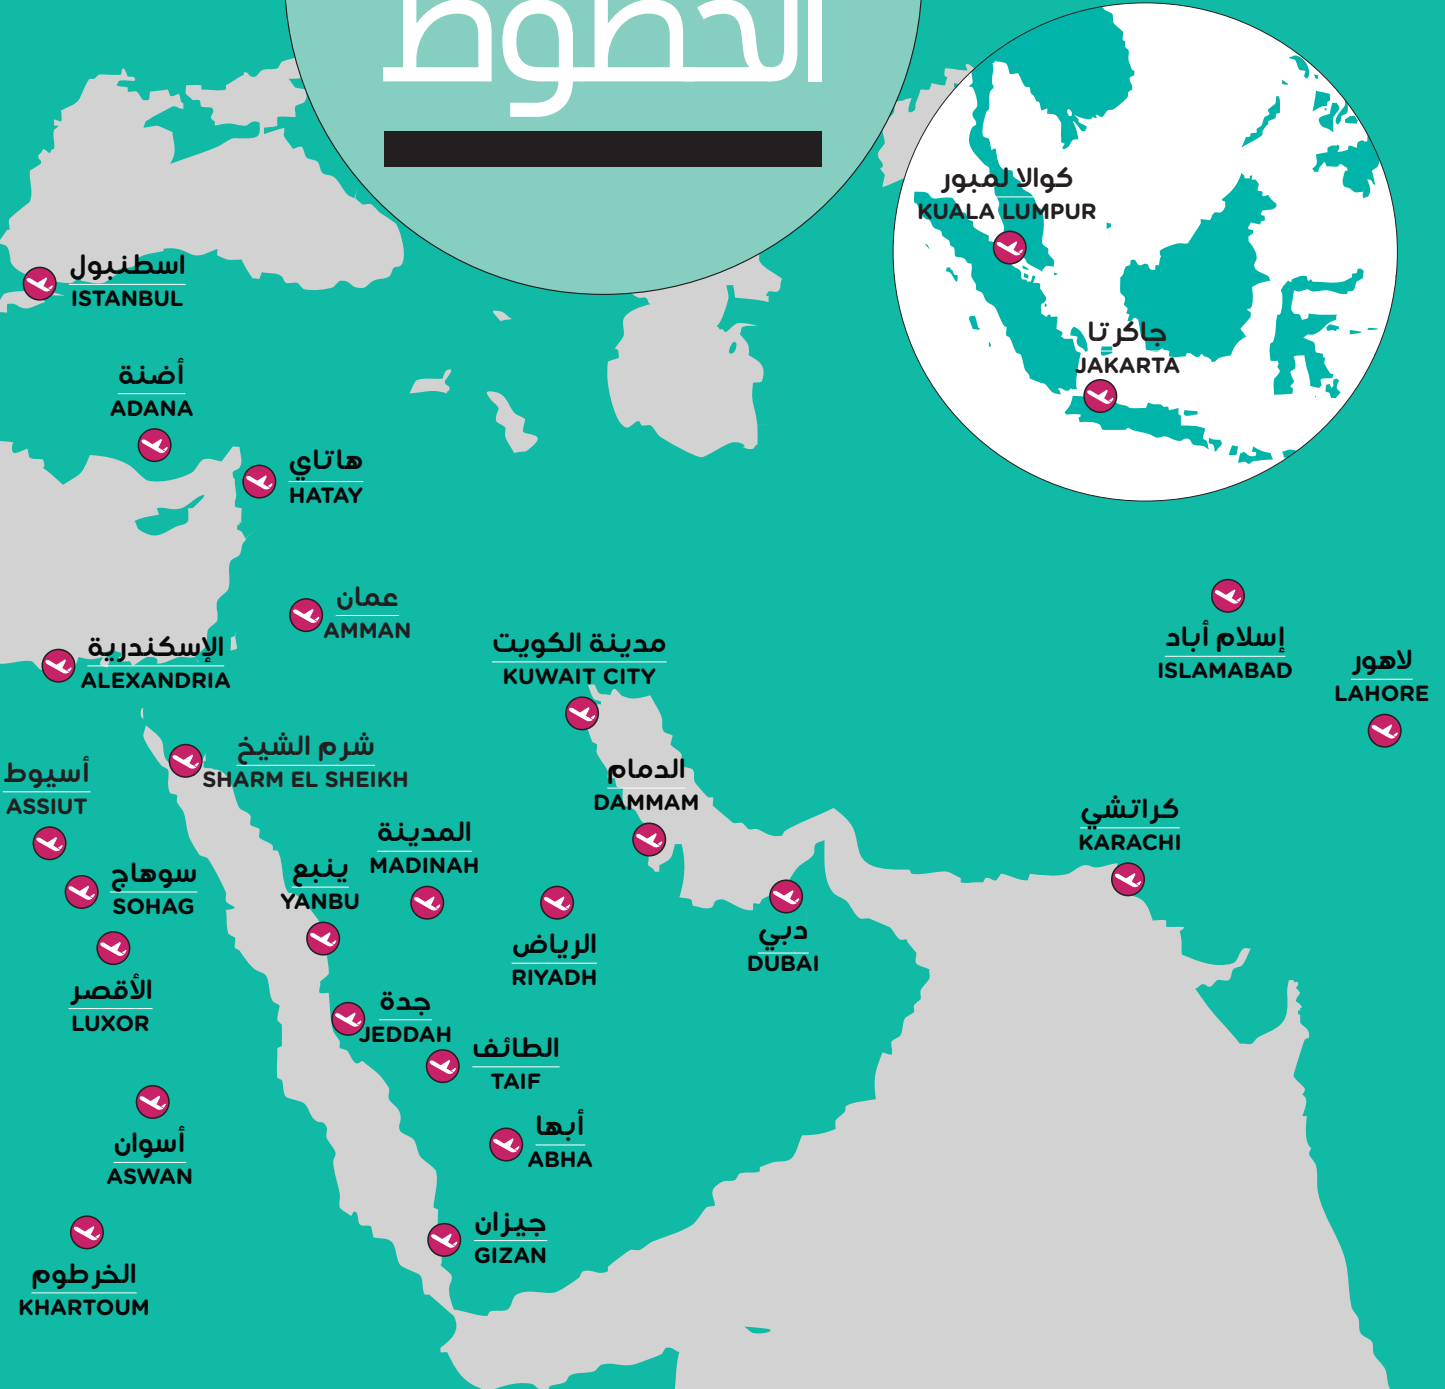 الخطوط
كوالا لمبور
KUALA LUMPUR
جاكرتا
JAKARTA
اسطنبول
ISTANBUL
أضنة
ADANA
هاتاي
HATAY
عمان
AMMAN
الإسكندرية
ALEXANDRIA
مدينة الكويت
KUWAIT CITY
إسلام أباد
ISLAMABAD
لاهور
LAHORE
شرم الشيخ
SHARM EL SHEIKH
أسيوط
ASSIUT
الدمام
DAMMAM
كراتشي
KARACHI
المدينة
MADINAH
ينبع
YANBU
سوهاج
SOHAG
الرياض
RIYADH
دبي
DUBAI
الأقصر
LUXOR
جدة
JEDDAH
الطائف
TAIF
أبها
ABHA
أسوان
ASWAN
جيزان
GIZAN
الخرطوم
KHARTOUM